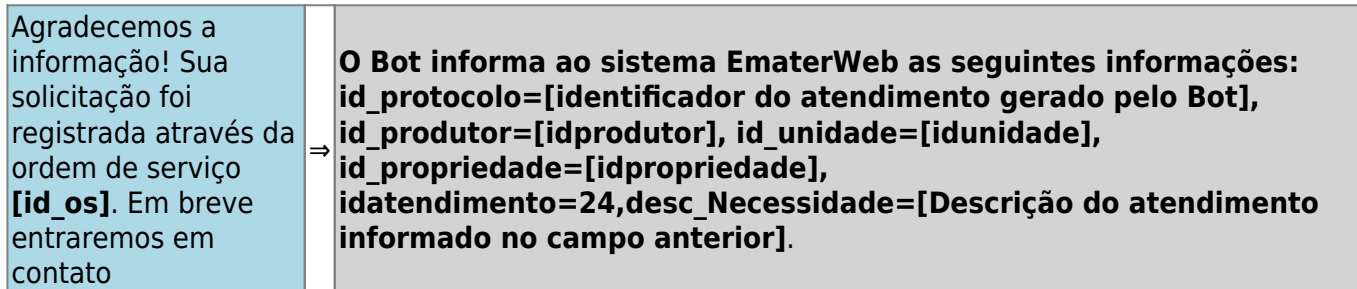 Agradecemos a
informação! Sua
solicitação foi
registrada através da
ordem de serviço
[id_os]. Em breve
entraremos em
contato
⇒
O Bot informa ao sistema EmaterWeb as seguintes informações:
id_protocolo=[identificador do atendimento gerado pelo Bot],
id_produtor=[idprodutor], id_unidade=[idunidade],
id_propriedade=[idpropriedade],
idatendimento=24,desc_Necessidade=[Descrição do atendimento
informado no campo anterior].